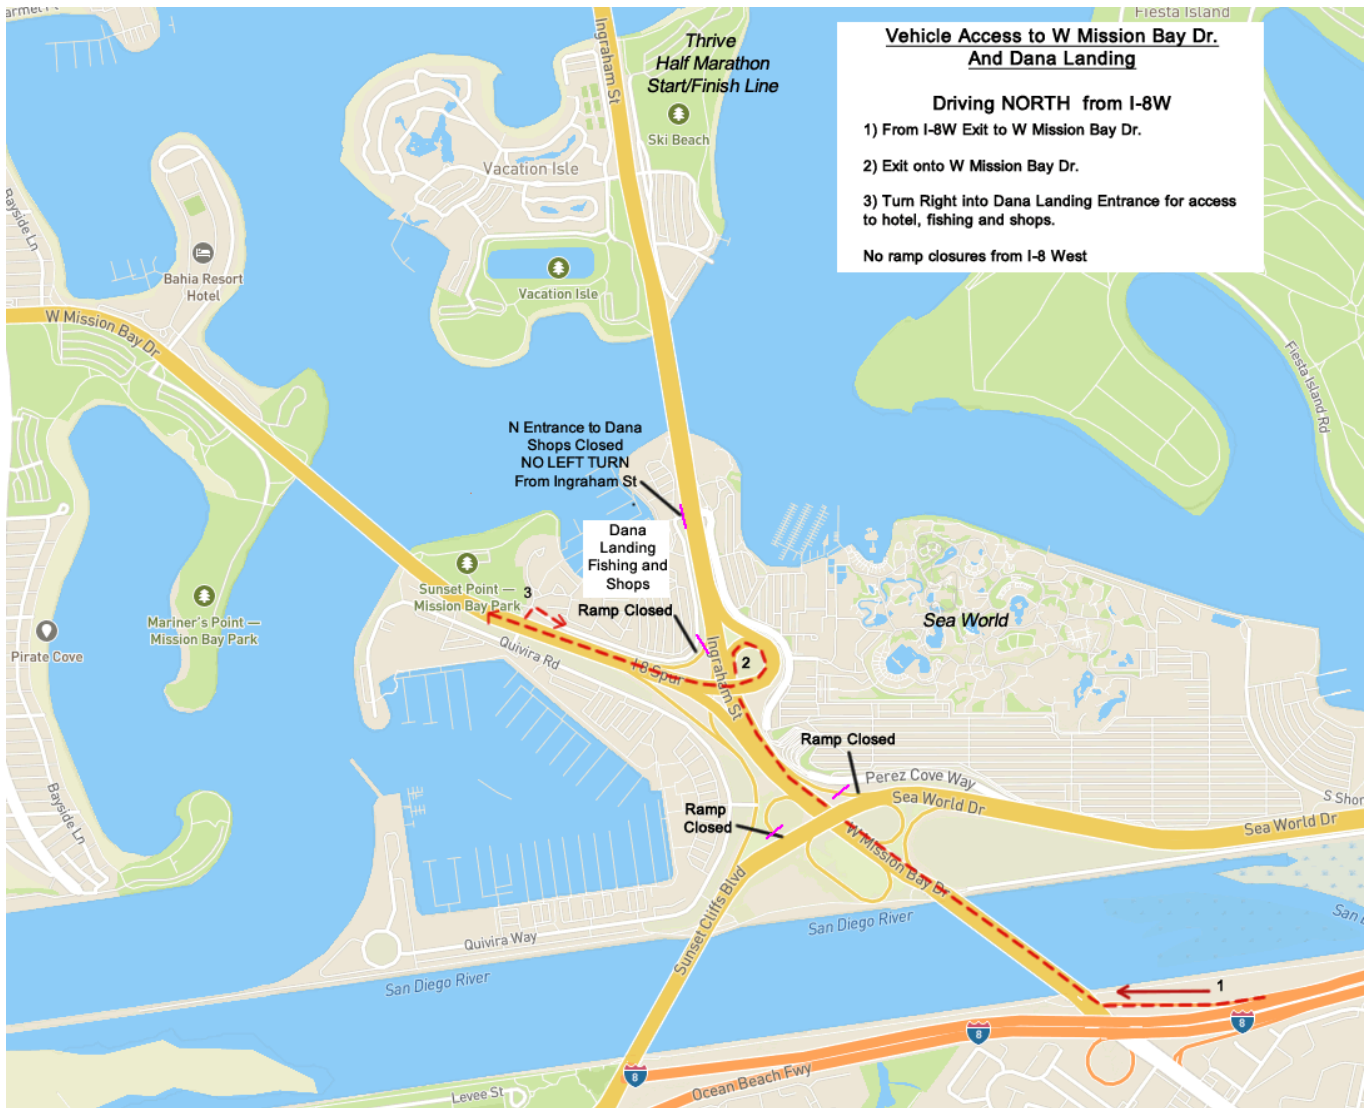 armel Pt
Ingraham St
Thrive
Half Marathon
Start/Finish Line
Ski Beach
Fiesta Island
Vehicle Access to W Mission Bay Dr.
And Dana Landing
Driving NORTH from I-8W
1) From I-8W Exit to W Mission Bay Dr.
2) Exit onto W Mission Bay Dr.
3) Turn Right into Dana Landing Entrance for access
to hotel, fishing and shops.
No ramp closures from I-8 West
Vacation Isle
Bayside Ln
Bahia Resort
Hotel
Vacation Isle
W Mission Bay Dr
Fiesta Island Rd
N Entrance to Dana
Shops Closed
NO LEFT TURN
From Ingraham St
Dana
Landing
Fishing and
Shops
Sunset Point —
Mission Bay Park
3
Ramp Closed
Mariner's Point —
Mission Bay Park
Pirate Cove
Sea World
Quivira Rd
I-8 Spur
Ingraham St
2
Ramp Closed
Perez Cove Way
Sea World Dr
S Shor
Sea World Dr
Bayside Ln
Ramp
Closed
W Mission Bay Dr
Sunset Cliffs Blvd
San Diego River
San
Quivira Way
San Diego River
1
8
8
8
Ocean Beach Fwy
Levee St